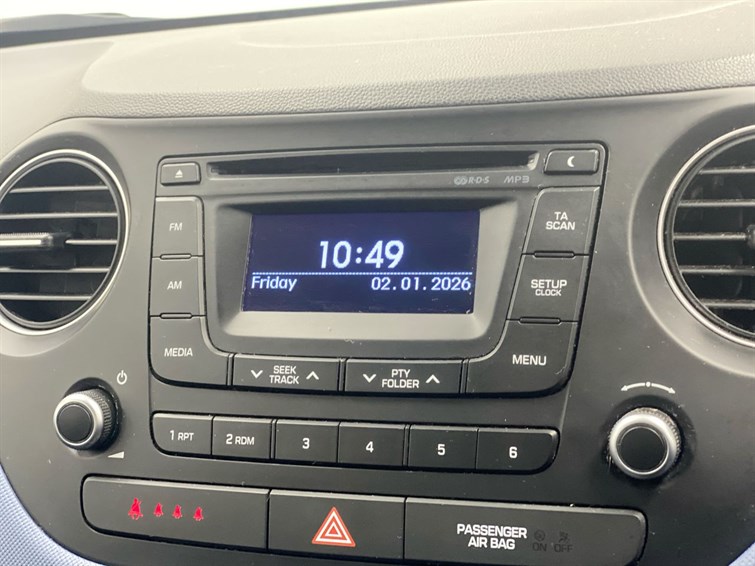 R·D·S MP3
FM
TA
SCAN
10:49
AM
Friday 02.01.2026
SETUP
CLOCK
MEDIA
SEEK
TRACK
PTY
FOLDER
MENU
1 RPT 2 RDM 3 4 5 6
PASSENGER
AIR BAG
ON OFF